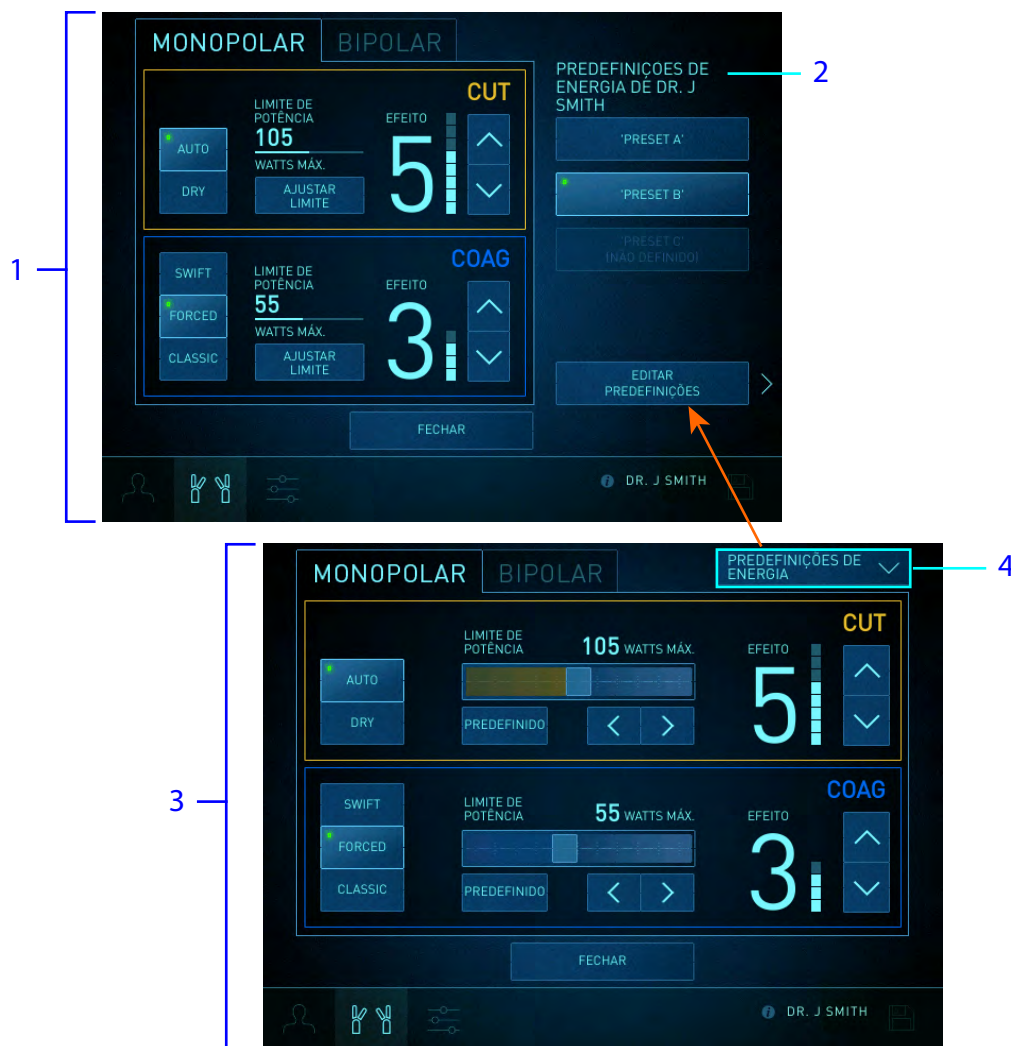 1
MONOPOLAR
BIPOLAR
CUT
AUTO
DRY
LIMITE DE
POTÊNCIA
105
WATTS MÁX.
AJUSTAR
LIMITE
EFEITO
5
COAG
SWIFT
FORCED
CLASSIC
LIMITE DE
POTÊNCIA
55
WATTS MÁX.
AJUSTAR
LIMITE
EFEITO
3
PREDEFINIÇOES DE
ENERGIA DE DR. J
SMITH
2
'PRESET A'
'PRESET B'
'PRESET C'
(NÃO DEFINIDO)
EDITAR
PREDEFINIÇÕES
FECHAR
DR. J SMITH
3
MONOPOLAR
BIPOLAR
PREDEFINIÇÕES DE
ENERGIA
4
CUT
AUTO
DRY
LIMITE DE
POTÊNCIA
105 WATTS MÁX.
PREDEFINIDO
EFEITO
5
COAG
SWIFT
FORCED
CLASSIC
LIMITE DE
POTÊNCIA
55 WATTS MÁX.
PREDEFINIDO
EFEITO
3
FECHAR
DR. J SMITH